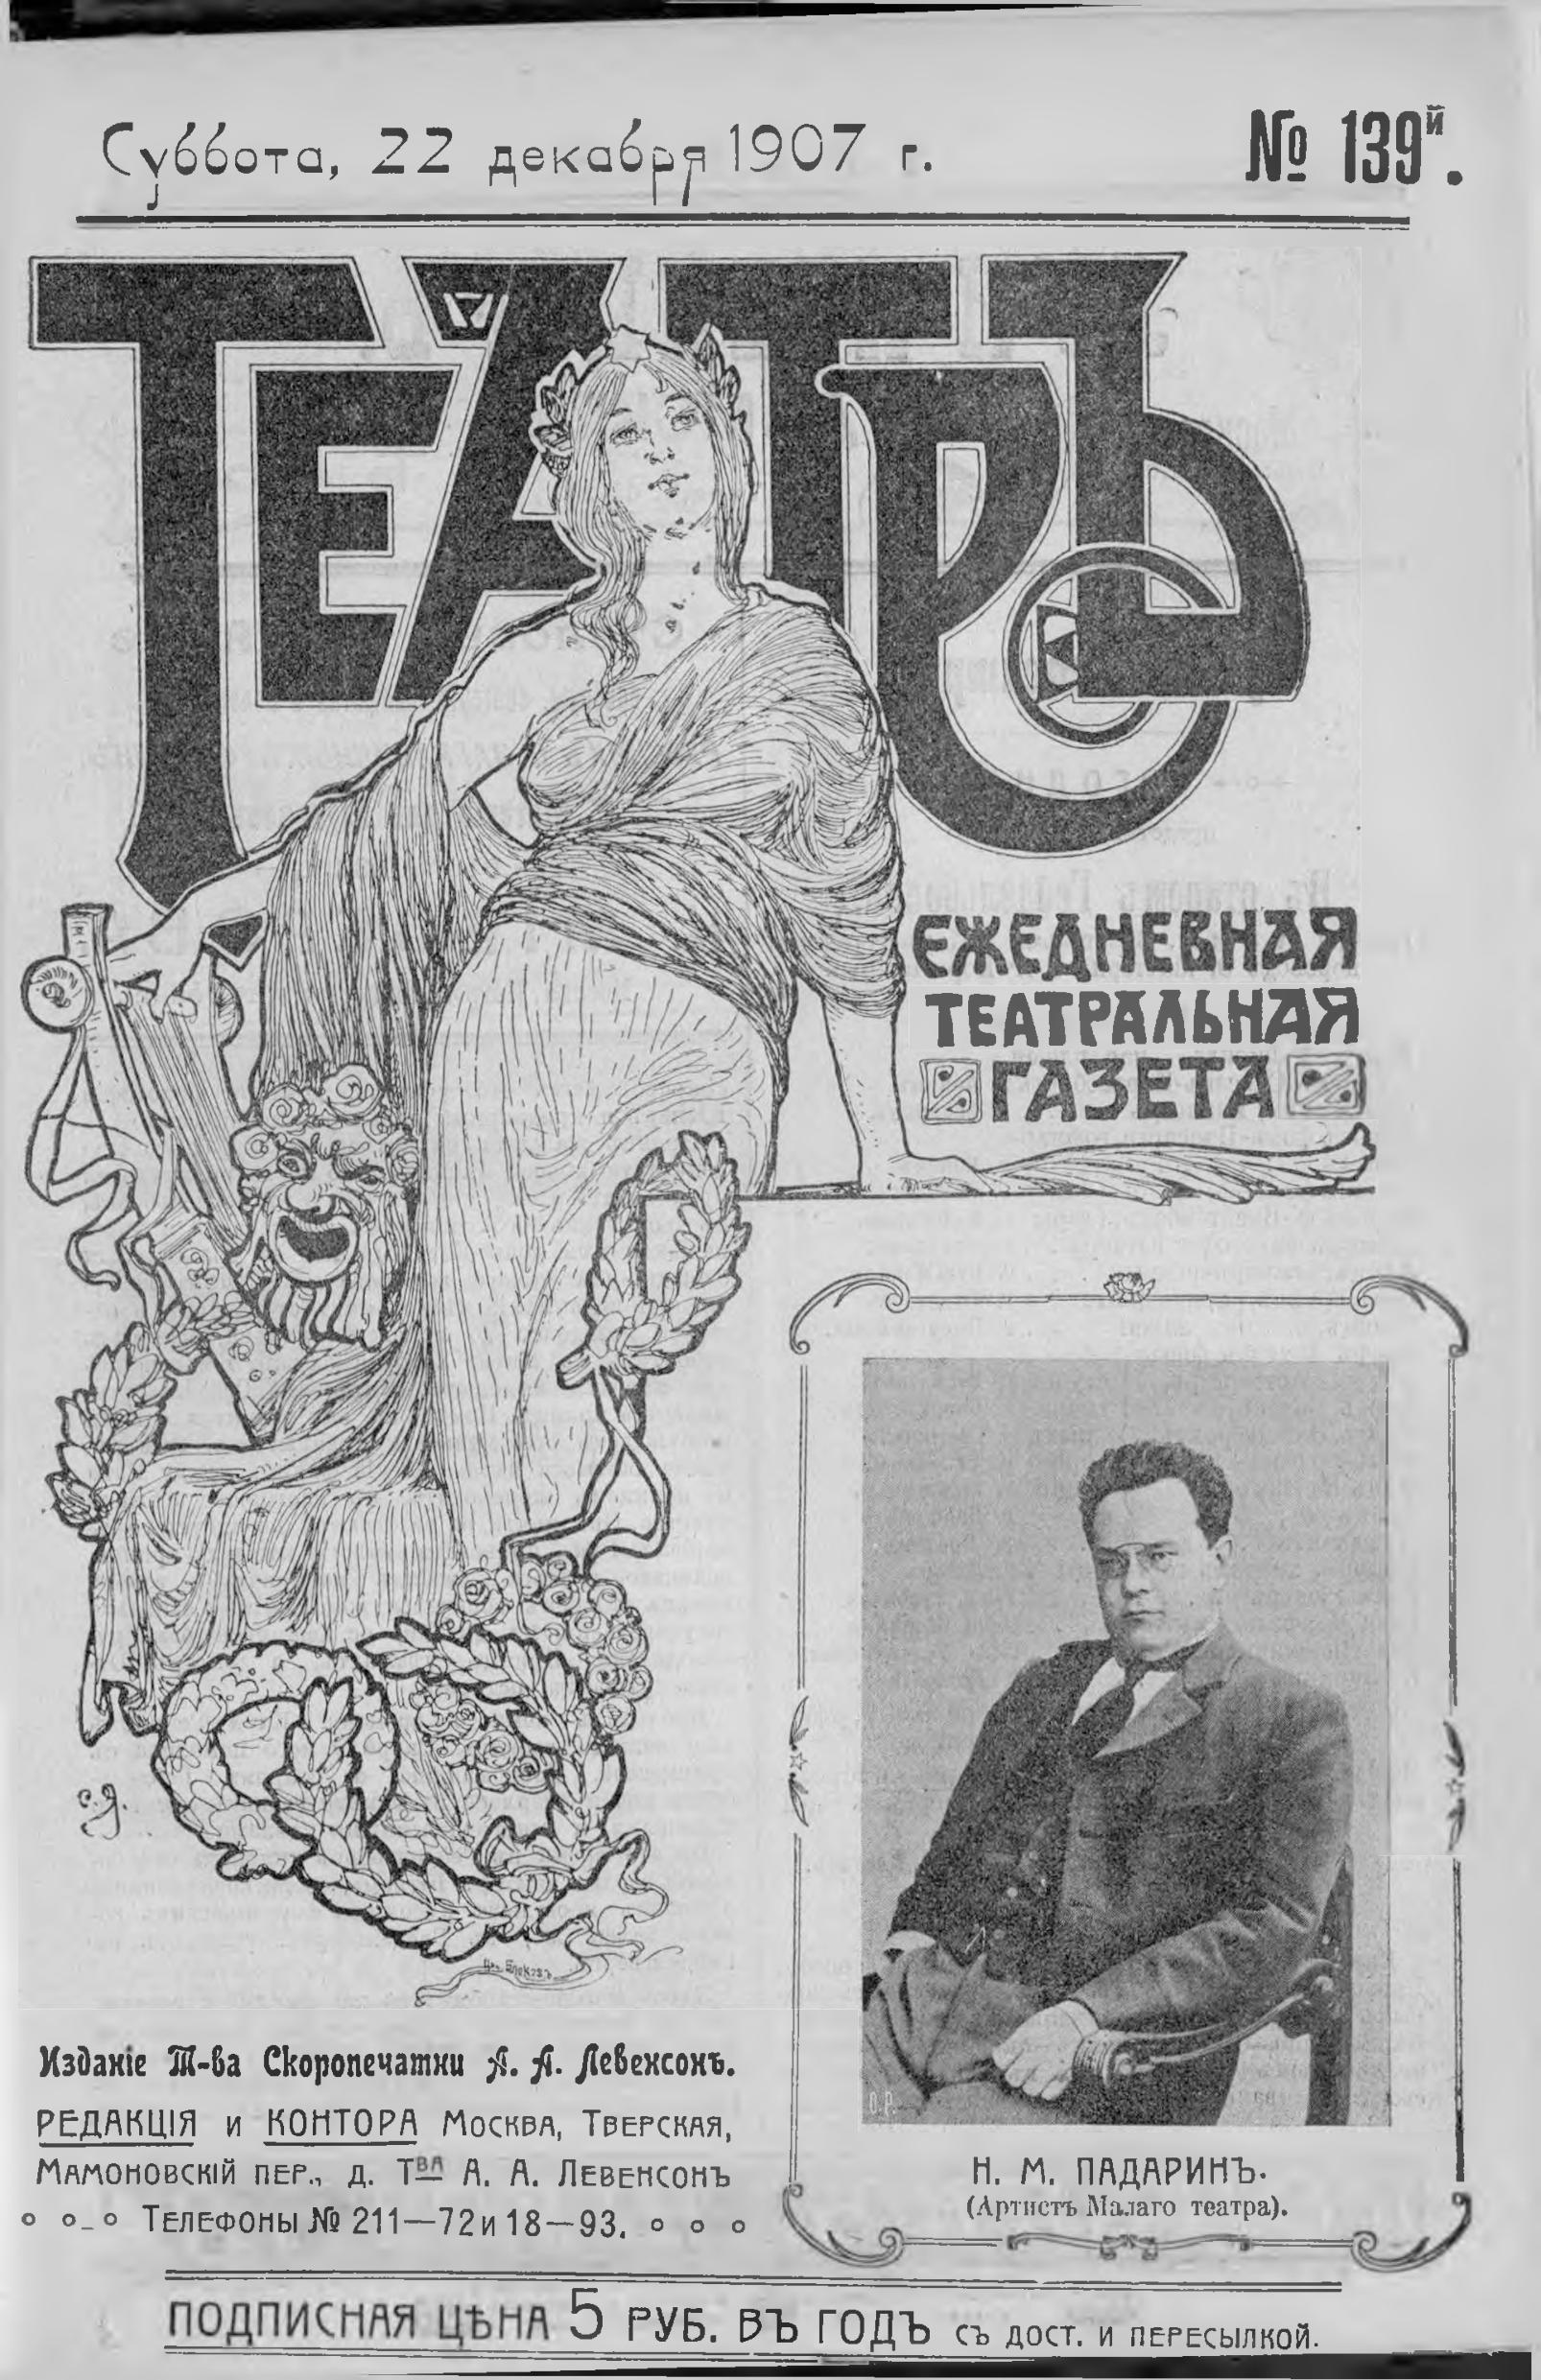 Суббота, 22 декабря 1907 г.
№ 139й.
ТЕАТРЪ
ЕЖЕДНЕВНАЯ
ТЕАТРАЛЬНАЯ
ГАЗЕТА
С.Я.
О.Р.
Н. М. ПАДАРИНЪ.
(Артистъ Малаго театра).
Изданіе Т-ва Скоропечатни А. А. Левенсонъ.
РЕДАКЦІЯ и КОНТОРА Москва, Тверская,
Мамоновскій пер., д. Тва А. А. Левенсонъ
Телефоны № 211—72 и 18—93.
ПОДПИСНАЯ ЦѢНА 5 РУБ. ВЪ ГОДЪ съ дост. и пересылкой.